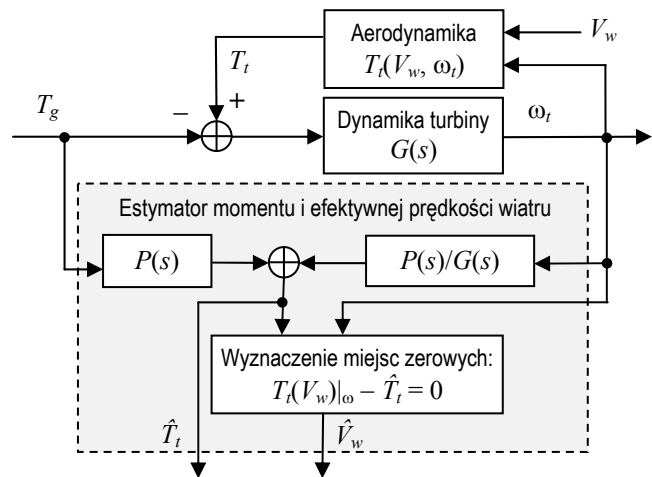 Aerodynamika
T_t(V_w, ω_t)
V_w
T_t
T_g
−
+
Dynamika turbiny
G(s)
ω_t
Estymator momentu i efektywnej prędkości wiatru
P(s)
P(s)/G(s)
Wyznaczenie miejsc zerowych:
T_t(V_w)|_ω – T̂_t = 0
T̂_t
V̂_w